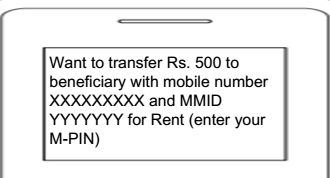 Want to transfer Rs. 500 to
beneficiary with mobile number
XXXXXXXXX and MMID
YYYYYYY for Rent (enter your
M-PIN)